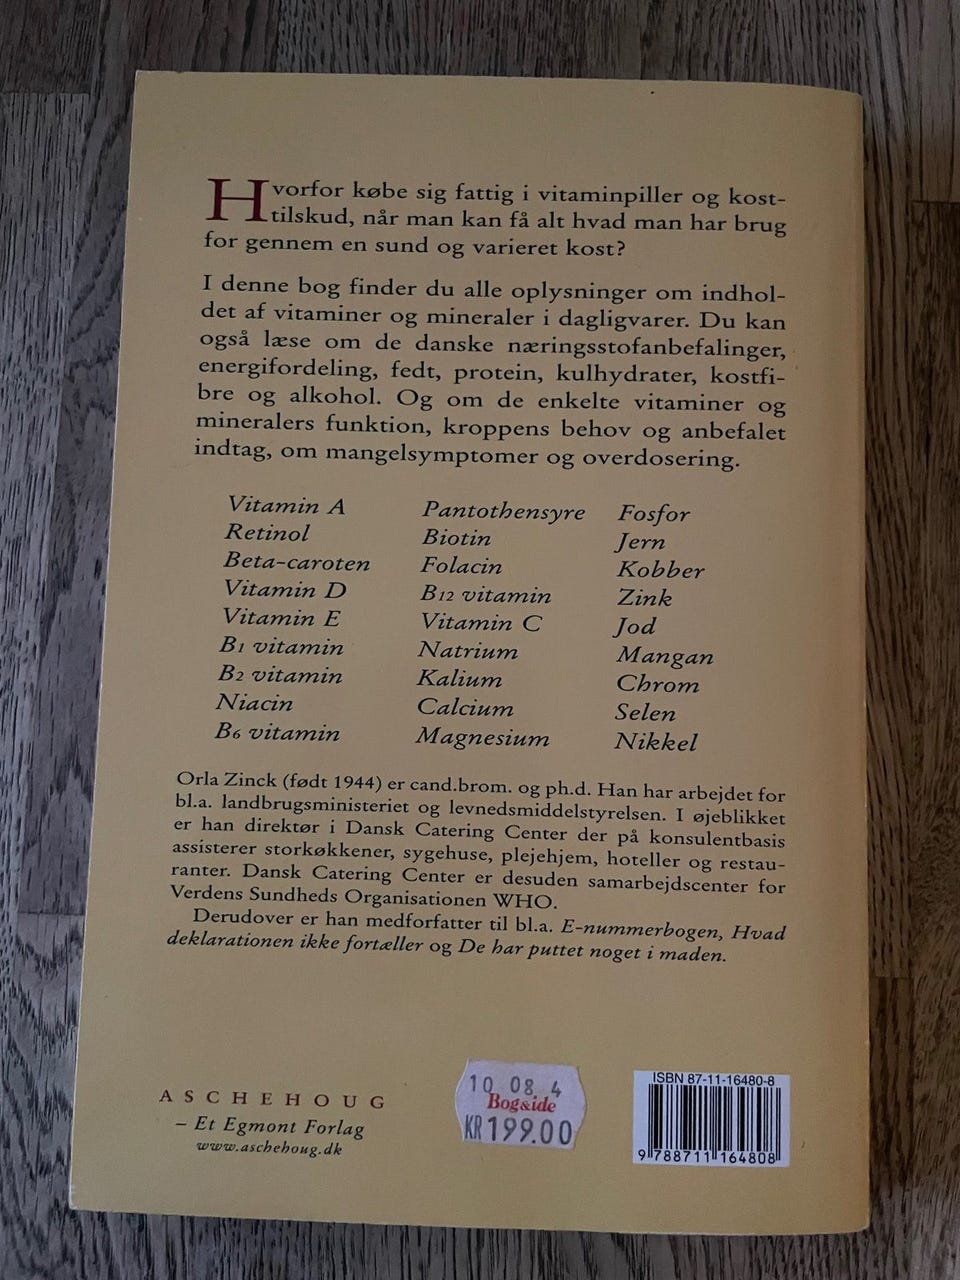 Hvorfor købe sig fattig i vitaminpiller og kost-
tilskud, når man kan få alt hvad man har brug
for gennem en sund og varieret kost?
I denne bog finder du alle oplysninger om indhol-
det af vitaminer og mineraler i dagligvarer. Du kan
også læse om de danske næringsstofanbefalinger,
energifordeling, fedt, protein, kulhydrater, kostfi-
bre og alkohol. Og om de enkelte vitaminer og
mineralers funktion, kroppens behov og anbefalet
indtag, om mangelsymptomer og overdosering.
Vitamin A
Retinol
Beta-caroten
Vitamin D
Vitamin E
B1 vitamin
B2 vitamin
Niacin
B6 vitamin
Pantothensyre
Biotin
Folacin
B12 vitamin
Vitamin C
Natrium
Kalium
Calcium
Magnesium
Fosfor
Jern
Kobber
Zink
Jod
Mangan
Chrom
Selen
Nikkel
Orla Zinck (født 1944) er cand.brom. og ph.d. Han har arbejdet for
bl.a. landbrugsministeriet og levnedsmiddelstyrelsen. I øjeblikket
er han direktør i Dansk Catering Center der på konsulentbasis
assisterer storkøkkener, sygehuse, plejehjem, hoteller og restau-
ranter. Dansk Catering Center er desuden samarbejdscenter for
Verdens Sundheds Organisationen WHO.
Derudover er han medforfatter til bl.a. E-nummerbogen, Hvad
deklarationen ikke fortæller og De har puttet noget i maden.
ASCHEHOUG
– Et Egmont Forlag
www.aschehoug.dk
10 08 4
Bog&ide
KR 199.00
ISBN 87-11-16480-8
9 788711 164808